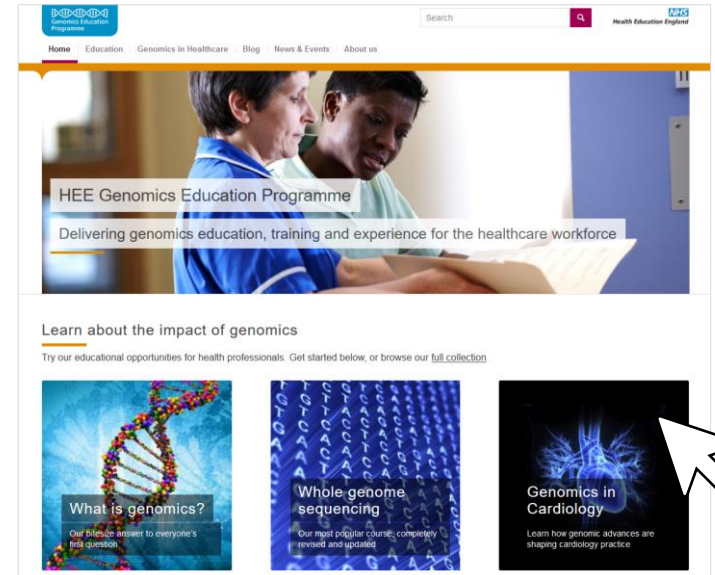 Genomics Education
Programme
Search
NHS
Health Education England
Home
Education
Genomics in Healthcare
Blog
News & Events
About us
HEE Genomics Education Programme
Delivering genomics education, training and experience for the healthcare workforce
Learn about the impact of genomics
Try our educational opportunities for health professionals. Get started below, or browse our full collection.
What is genomics?
Our bitesize answer to everyone's
first question
Whole genome
sequencing
Our most popular course, completely
revised and updated
Genomics in
Cardiology
Learn how genomic advances are
shaping cardiology practice